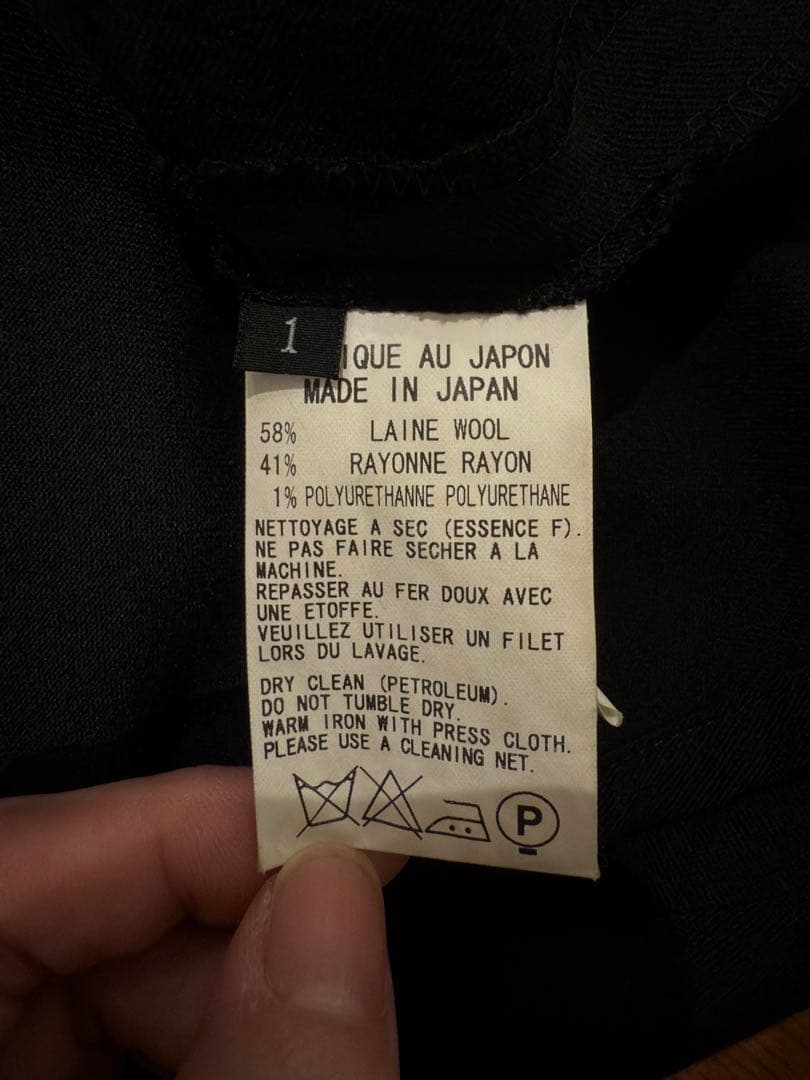 1
IQUE AU JAPON
MADE IN JAPAN
58% LAINE WOOL
41% RAYONNE RAYON
1% POLYURETHANNE POLYURETHANE
NETTOYAGE A SEC (ESSENCE F).
NE PAS FAIRE SECHER A LA
MACHINE.
REPASSER AU FER DOUX AVEC
UNE ETOFFE.
VEUILLEZ UTILISER UN FILET
LORS DU LAVAGE.
DRY CLEAN (PETROLEUM).
DO NOT TUMBLE DRY.
WARM IRON WITH PRESS CLOTH.
PLEASE USE A CLEANING NET.
P